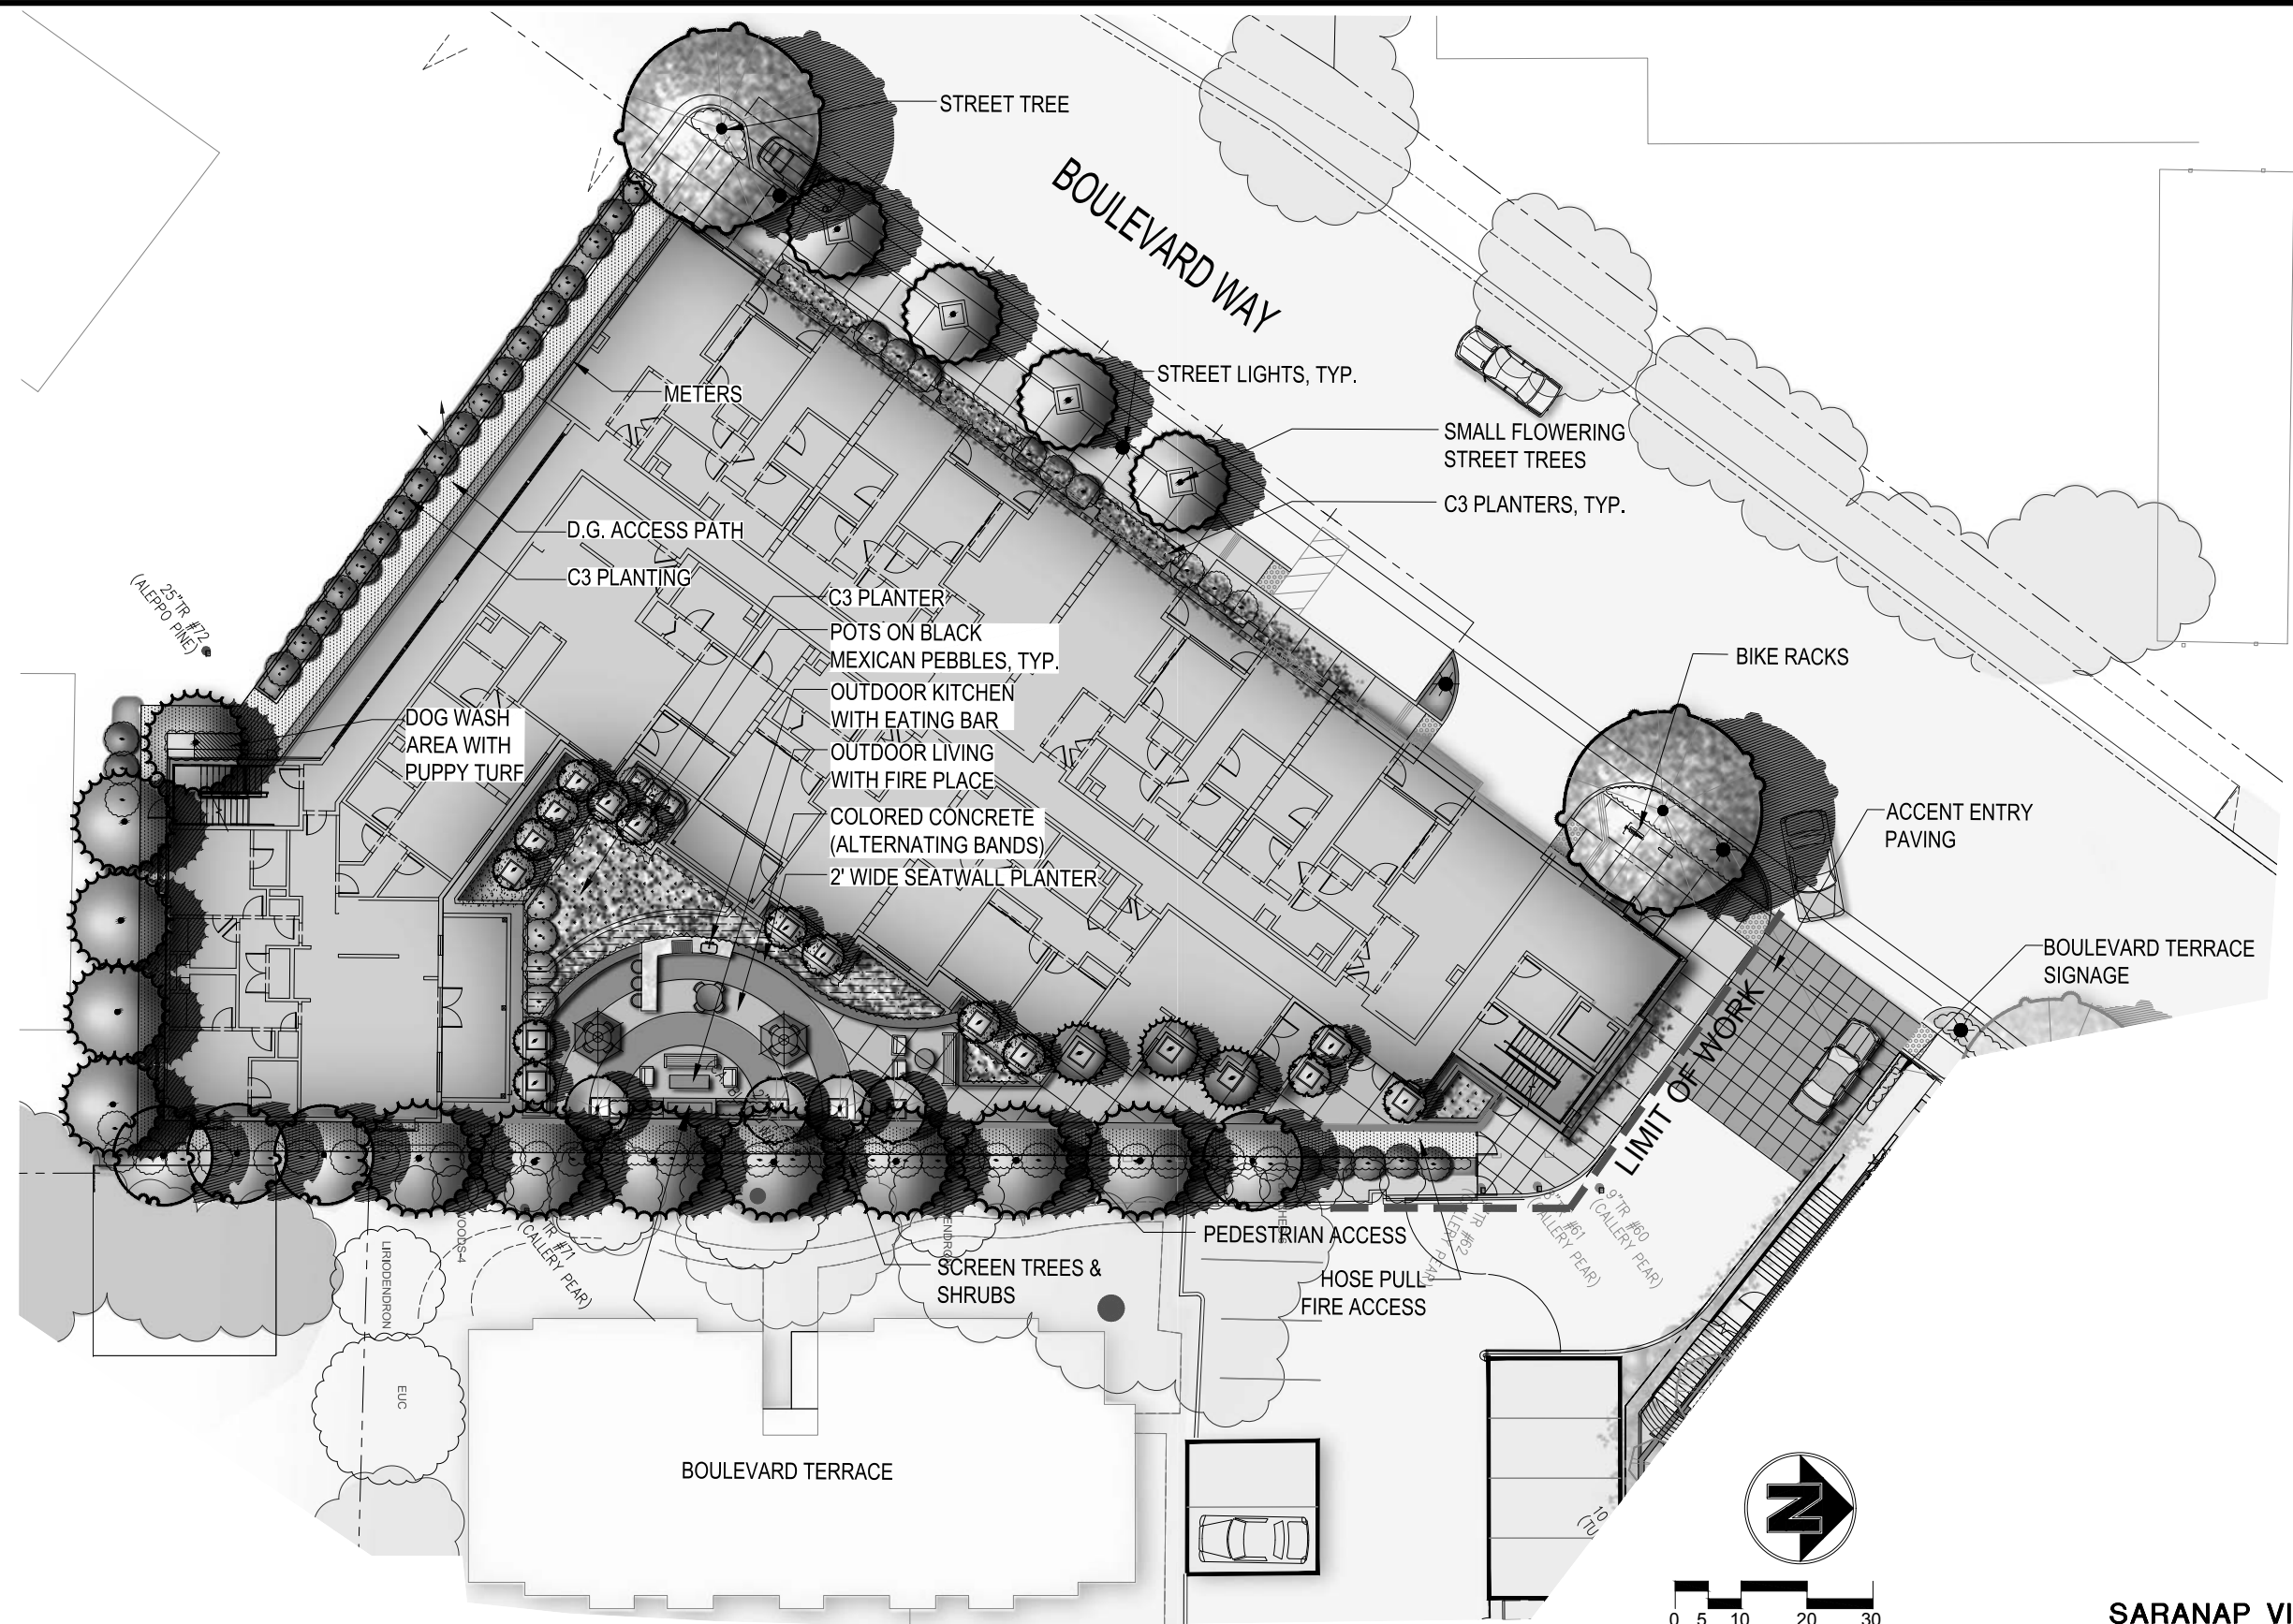 STREET TREE
BOULEVARD WAY
STREET LIGHTS, TYP.
METERS
SMALL FLOWERING
STREET TREES
C3 PLANTERS, TYP.
D.G. ACCESS PATH
C3 PLANTING
25"TR #72
(ALEPPO PINE)
C3 PLANTER
POTS ON BLACK
MEXICAN PEBBLES, TYP.
OUTDOOR KITCHEN
WITH EATING BAR
OUTDOOR LIVING
WITH FIRE PLACE
COLORED CONCRETE
(ALTERNATING BANDS)
2' WIDE SEATWALL PLANTER
DOG WASH
AREA WITH
PUPPY TURF
BIKE RACKS
ACCENT ENTRY
PAVING
BOULEVARD TERRACE
SIGNAGE
LIMIT OF WORK
PEDESTRIAN ACCESS
SCREEN TREES &
SHRUBS
HOSE PULL
FIRE ACCESS
TR #71
(CALLERY PEAR)
TR #62
#61
(CALLERY PEAR)
9"TR #60
(CALLERY PEAR)
LIRIODENDRON
EUC
BOULEVARD TERRACE
N
0 5 10 20 30
SARANAP